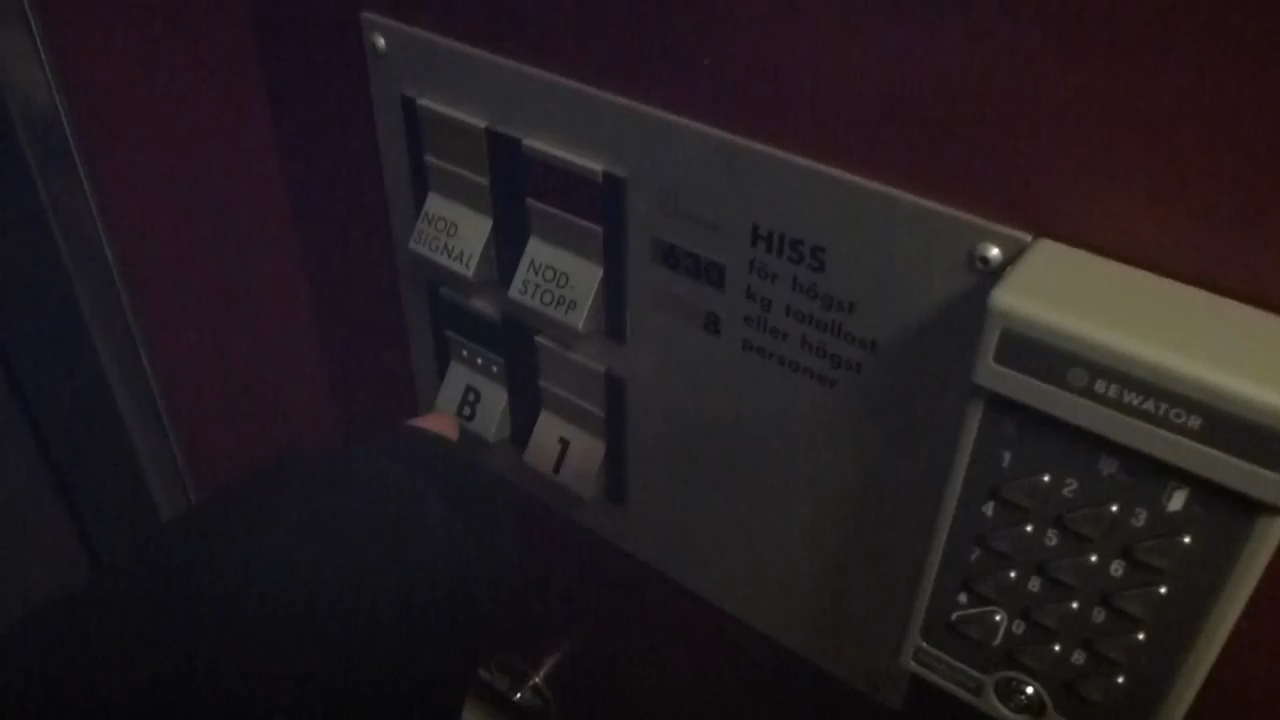 NÖD
SIGNAL
NÖD-
STOPP
B
1
HISS
för högst
630 kg totallast
eller högst
8 personer
BEWATOR
1 2 3
4 5 6
7 8 9
A 0 B